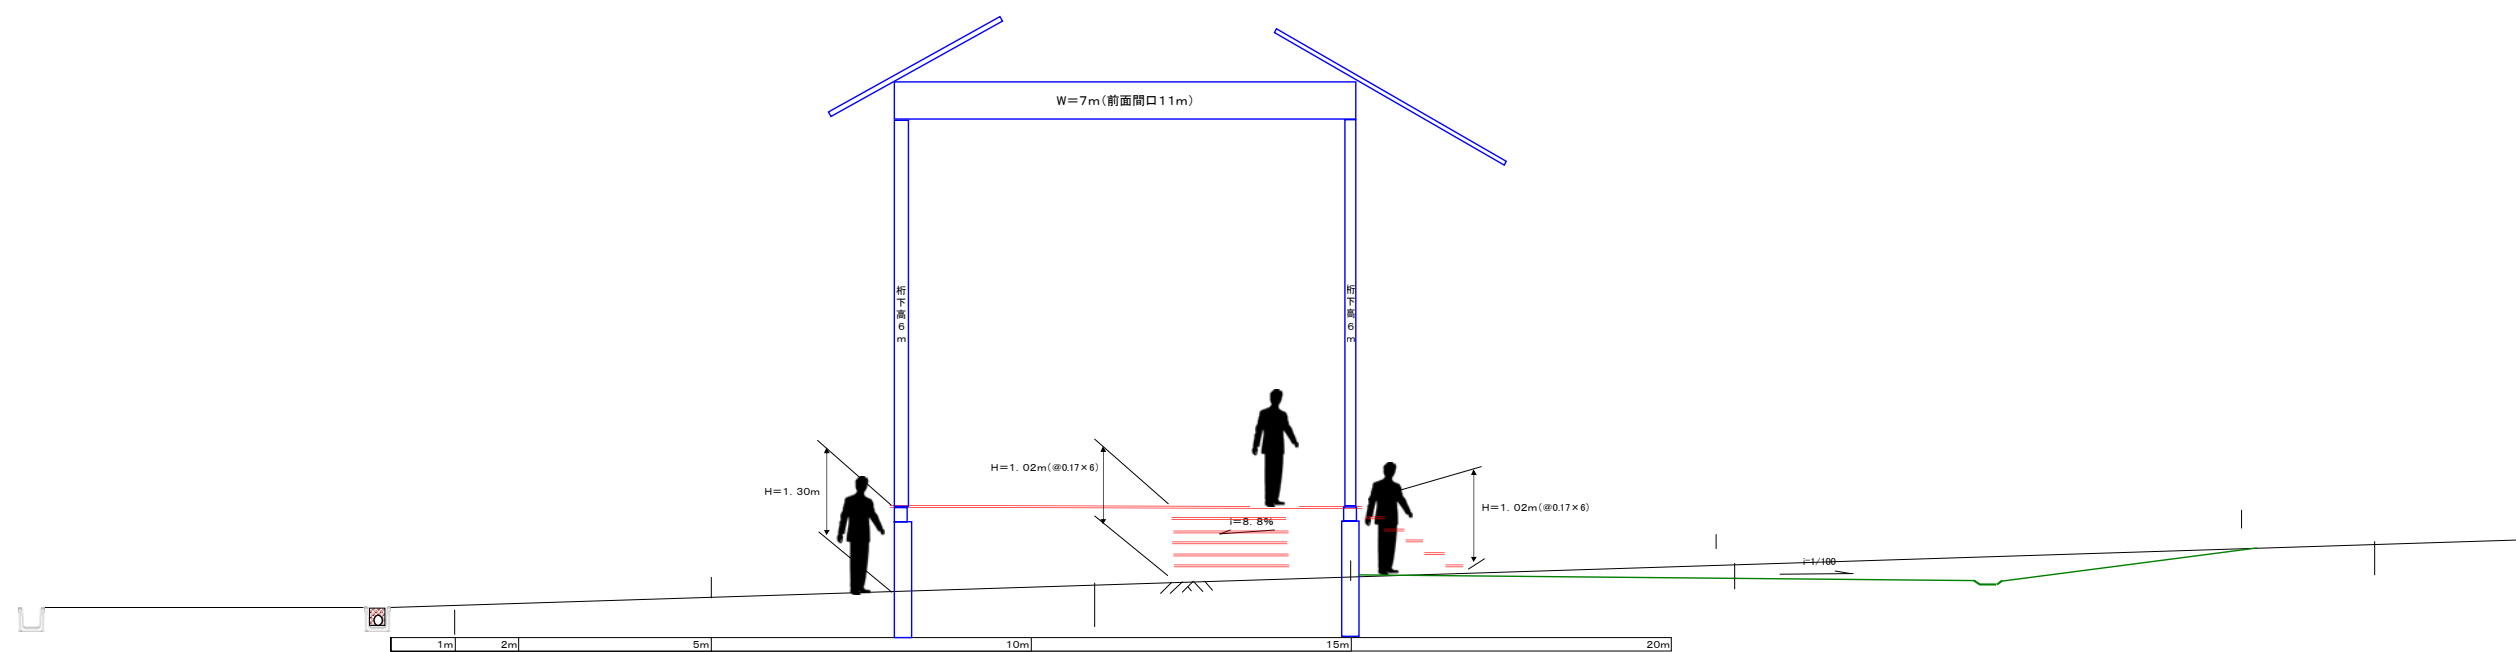 W＝7m（前面間口11m）
桁下高6m
桁下高6m
H＝1．02m（@0.17×6）
H＝1．30m
H＝1．02m（@0.17×6）
i＝8．8%
i=1/100
1m
2m
5m
10m
15m
20m